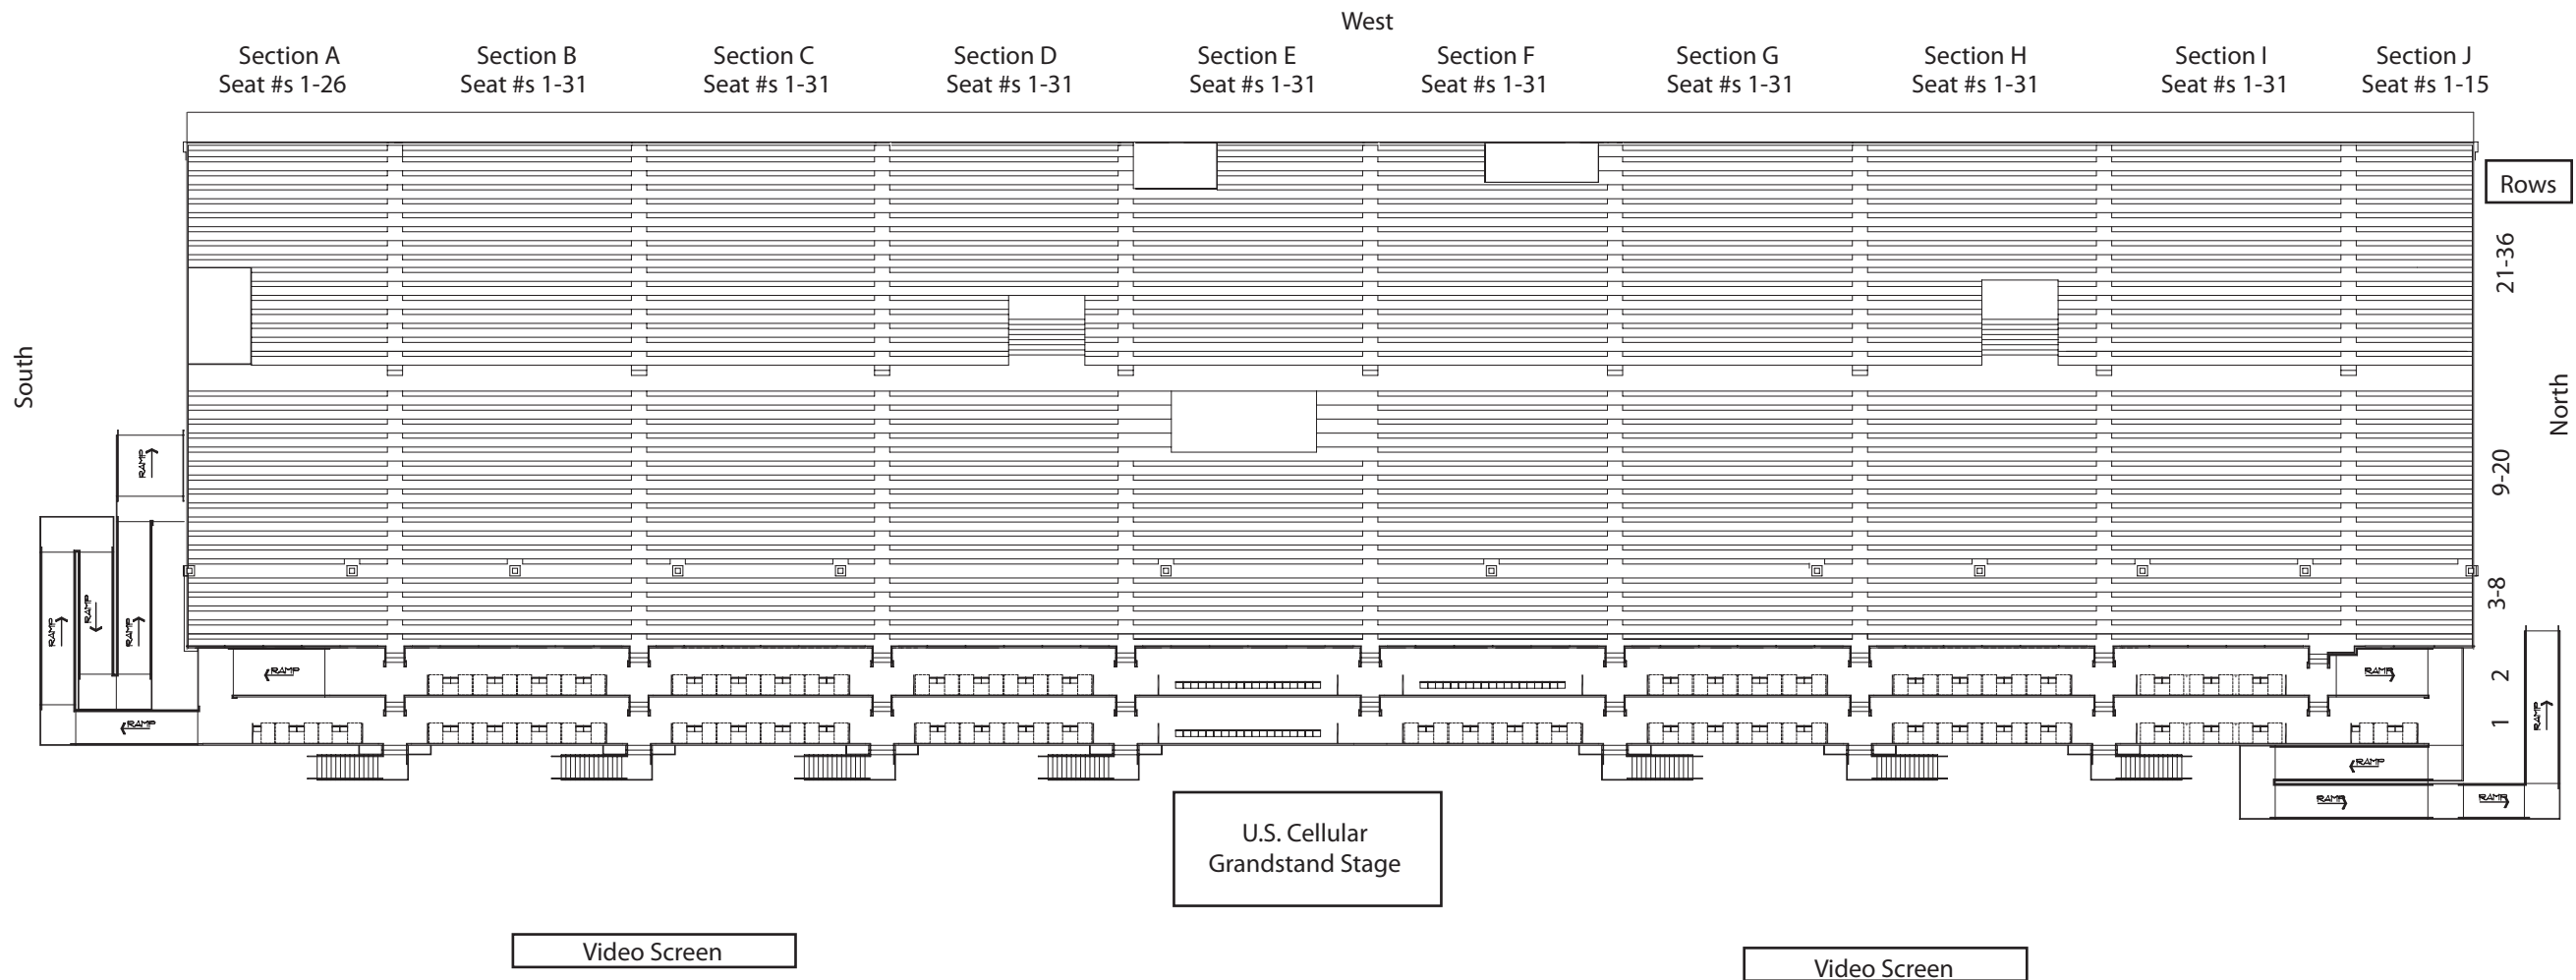 West
Section A
Seat #s 1-26
Section B
Seat #s 1-31
Section C
Seat #s 1-31
Section D
Seat #s 1-31
Section E
Seat #s 1-31
Section F
Seat #s 1-31
Section G
Seat #s 1-31
Section H
Seat #s 1-31
Section I
Seat #s 1-31
Section J
Seat #s 1-15
Rows
21-36
South
North
9-20
3-8
2
1
RAMP
RAMP
RAMP
RAMP
RAMP
RAMP
RAMP
RAMP
RAMP
RAMP
RAMP
U.S. Cellular
Grandstand Stage
Video Screen
Video Screen